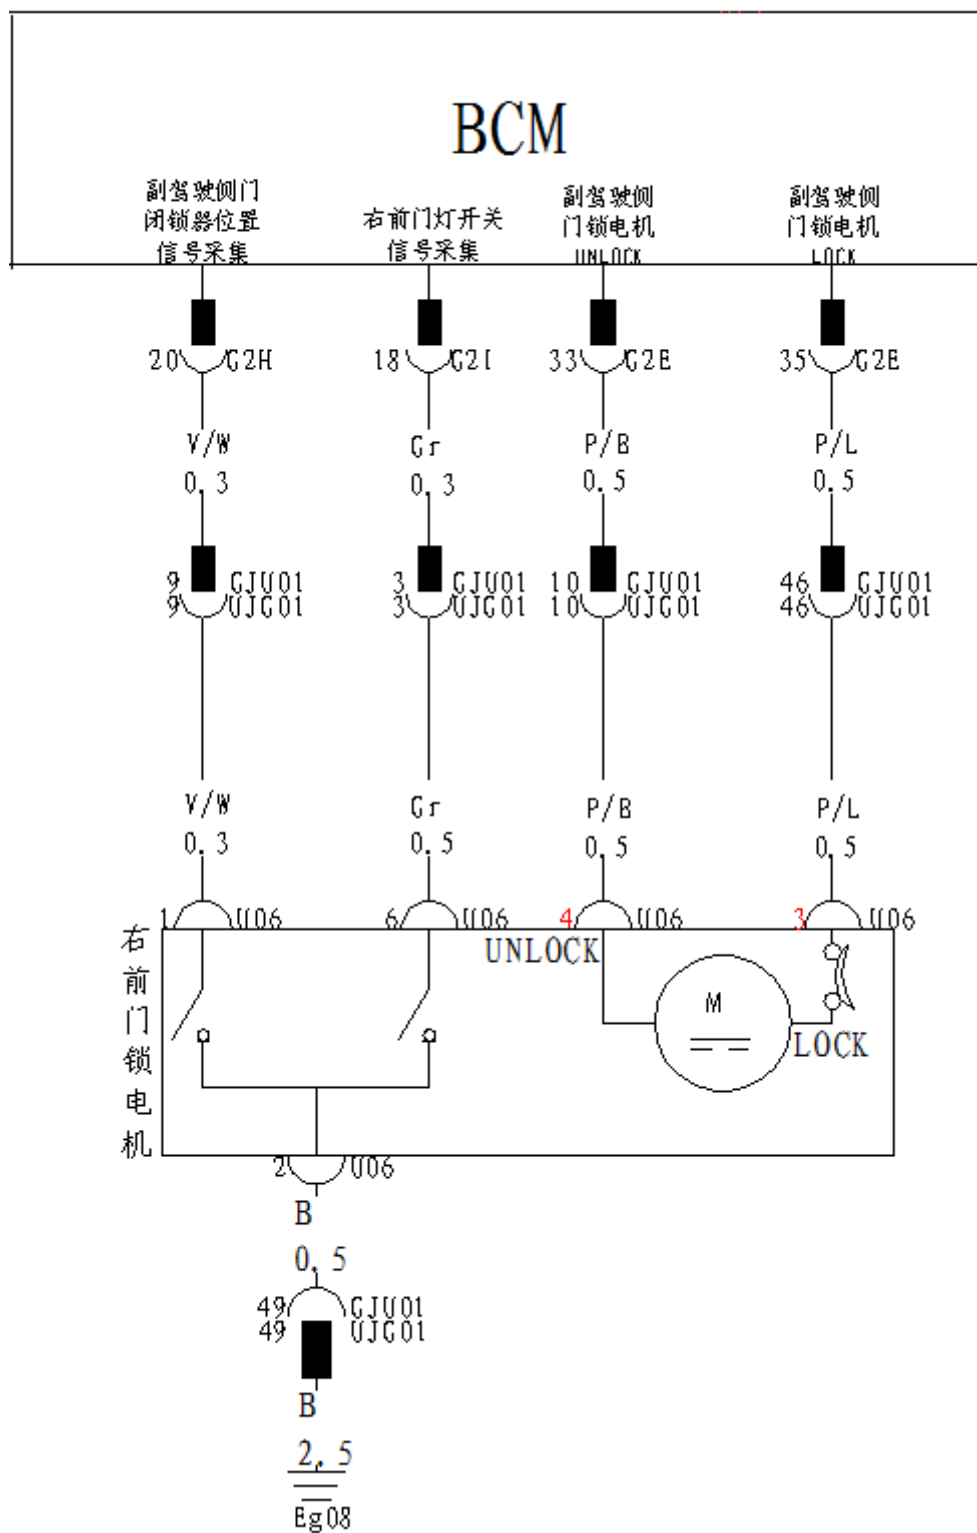 BCM
副驾驶侧门
闭锁器位置
信号采集
右前门灯开关
信号采集
副驾驶侧
门锁电机
UNLOCK
副驾驶侧
门锁电机
LOCK
20 G2H
18 G2I
33 G2E
35 G2E
V/W
Gr
P/B
P/L
0.3
0.3
0.5
0.5
9 GJU01
3 GJU01
10 GJU01
46 GJU01
9 UJG01
3 UJG01
10 UJG01
46 UJG01
V/W
Gr
P/B
P/L
0.3
0.5
0.5
0.5
1 U06
6 U06
4 U06
3 U06
右前门锁电机
UNLOCK
M
LOCK
2 U06
B
0.5
49 GJU01
49 UJG01
B
2.5
Eg08